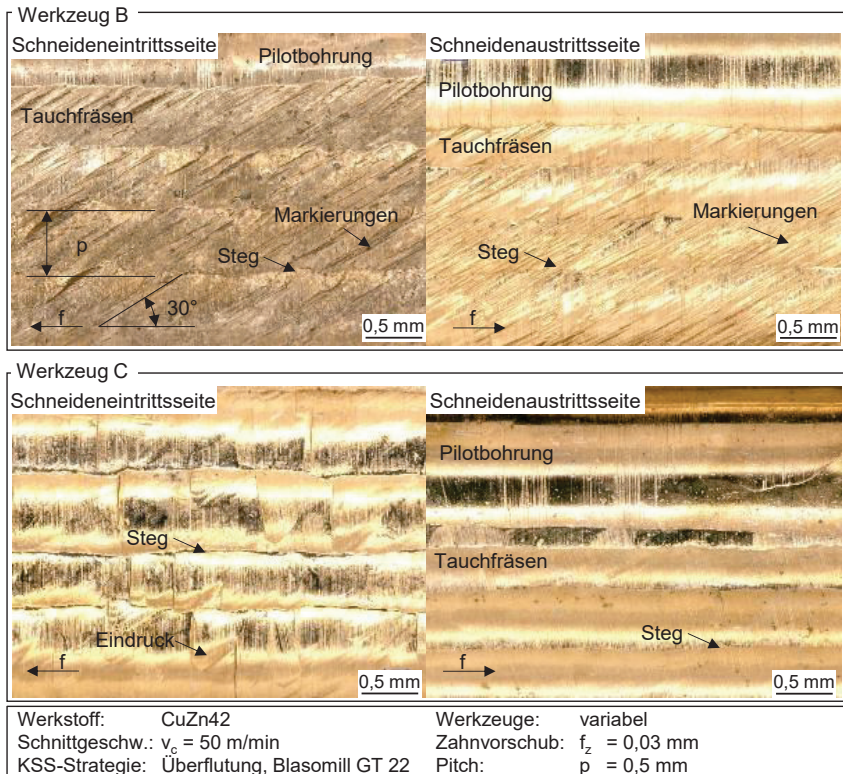 Werkzeug B
Schneideneintrittsseite
Pilotbohrung
Tauchfräsen
Markierungen
p
Steg
30°
f
0,5 mm
Schneidenaustrittsseite
Pilotbohrung
Tauchfräsen
Markierungen
Steg
f
0,5 mm
Werkzeug C
Schneideneintrittsseite
Steg
Eindruck
f
0,5 mm
Schneidenaustrittsseite
Pilotbohrung
Tauchfräsen
Steg
f
0,5 mm
Werkstoff: CuZn42
Schnittgeschw.: v_c = 50 m/min
KSS-Strategie: Überflutung, Blasomill GT 22
Werkzeuge: variabel
Zahnvorschub: f_z = 0,03 mm
Pitch: p = 0,5 mm